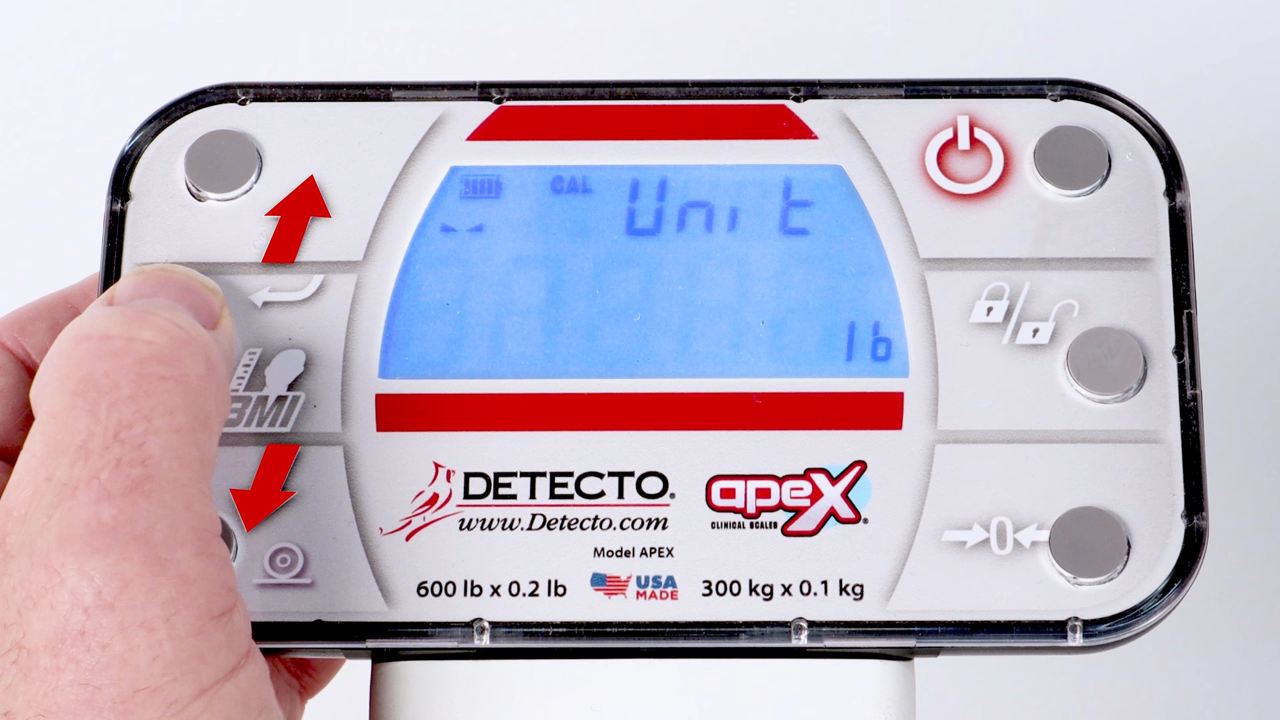 CAL
Unit
lb
BMI
→0←
DETECTO®
www.Detecto.com
apex®
CLINICAL SCALES
Model APEX
600 lb x 0.2 lb
USA
MADE
300 kg x 0.1 kg